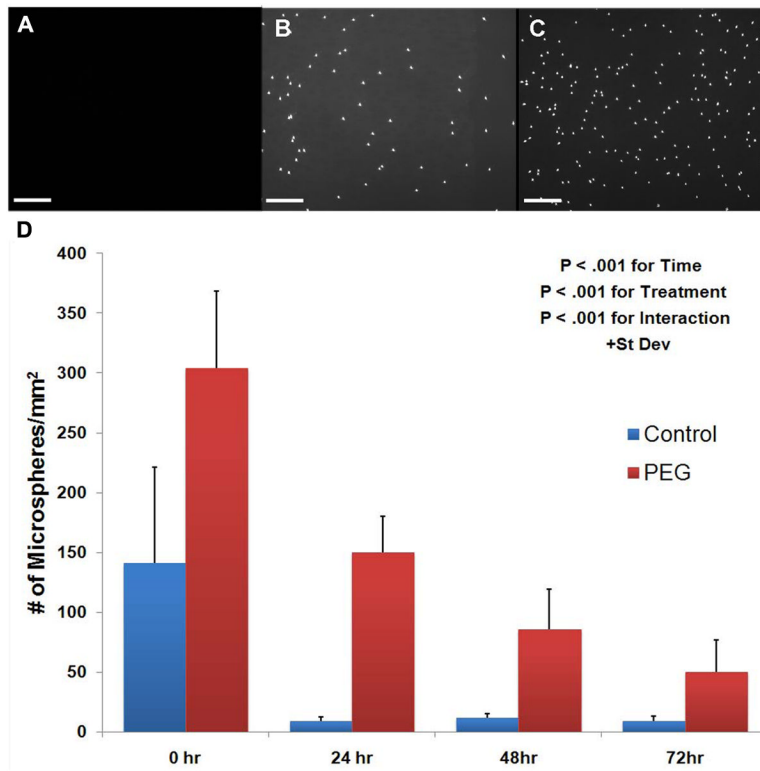 A
B
C
D
400
350
300
250
200
150
100
50
0
# of Microspheres/mm²
P < .001 for Time
P < .001 for Treatment
P < .001 for Interaction
+St Dev
Control
PEG
0 hr
24 hr
48hr
72hr